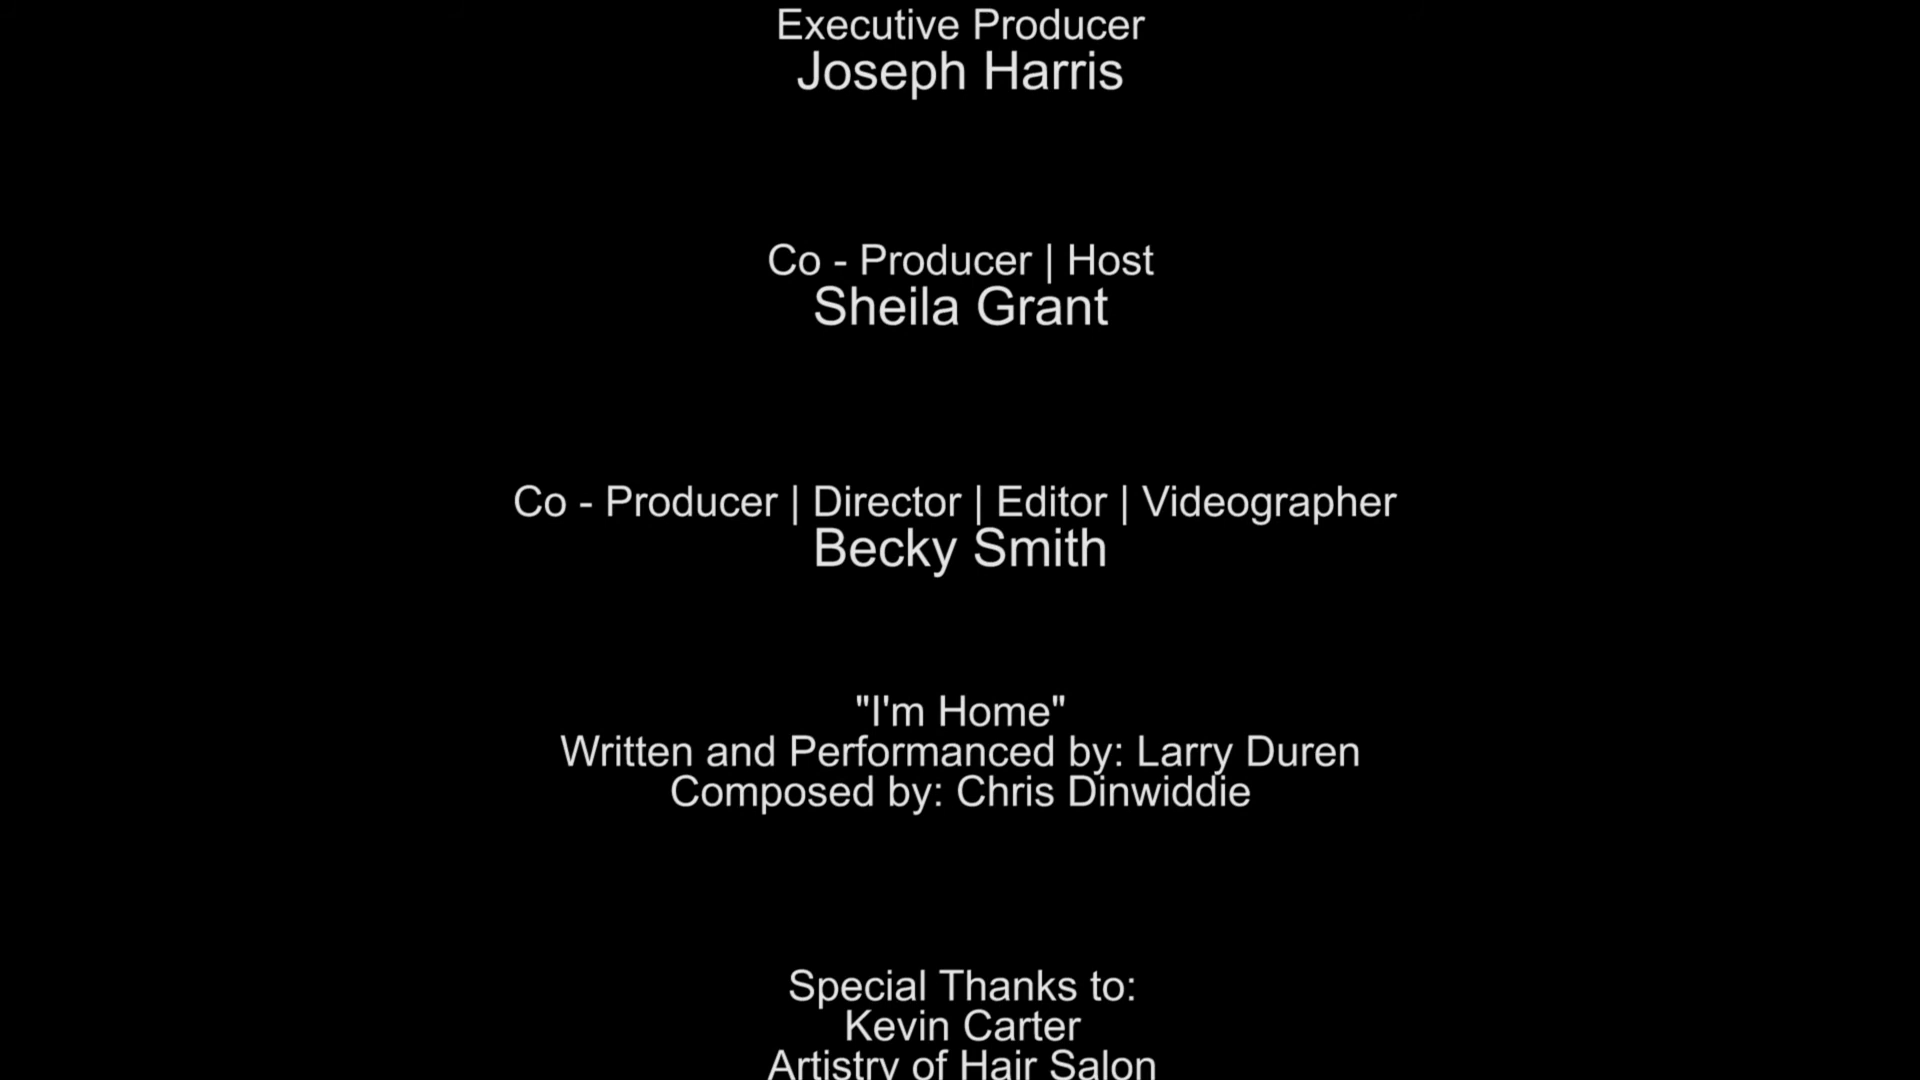 Executive Producer
Joseph Harris
Co - Producer | Host
Sheila Grant
Co - Producer | Director | Editor | Videographer
Becky Smith
"I'm Home"
Written and Performanced by: Larry Duren
Composed by: Chris Dinwiddie
Special Thanks to:
Kevin Carter
Artistry of Hair Salon